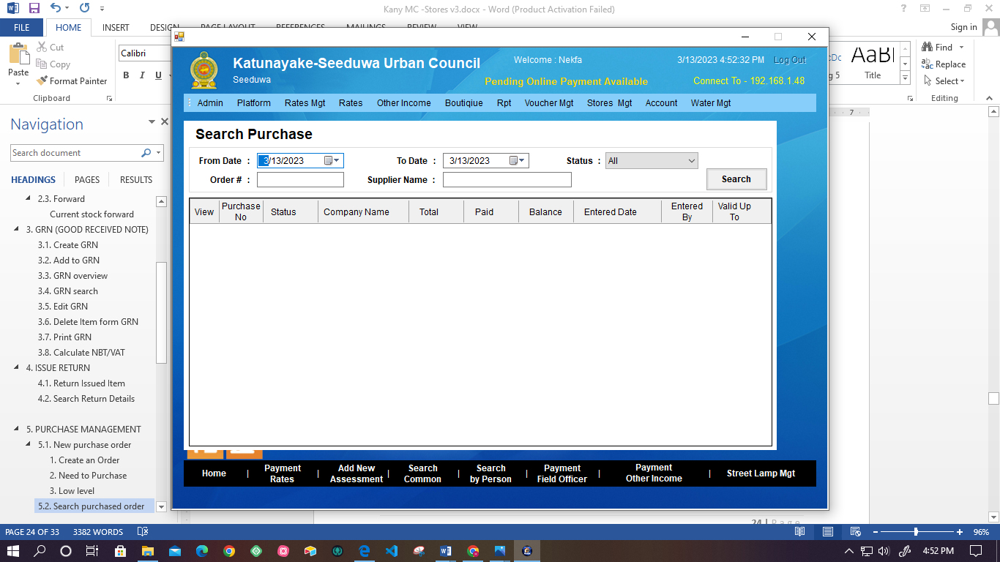 Kany MC -Stores v3.docx - Word (Product Activation Failed)
FILE HOME INSERT DESIGN PAGE LAYOUT REFERENCES MAILINGS REVIEW VIEW Sign in
Cut
Copy
Format Painter
Paste
Clipboard
Calibri
B I U
Title
Find
Replace
Select
Editing
7
Navigation
Search document
HEADINGS PAGES RESULTS
2.3. Forward
Current stock forward
3. GRN (GOOD RECEIVED NOTE)
3.1. Create GRN
3.2. Add to GRN
3.3. GRN overview
3.4. GRN search
3.5. Edit GRN
3.6. Delete Item form GRN
3.7. Print GRN
3.8. Calculate NBT/VAT
4. ISSUE RETURN
4.1. Return Issued Item
4.2. Search Return Details
5. PURCHASE MANAGEMENT
5.1. New purchase order
1. Create an Order
2. Need to Purchase
3. Low level
5.2. Search purchased order
Katunayake-Seeduwa Urban Council
Seeduwa
Welcome : Nekfa
3/13/2023 4:52:32 PM Log Out
Pending Online Payment Available
Connect To - 192.168.1.48
Admin Platform Rates Mgt Rates Other Income Boutiqiue Rpt Voucher Mgt Stores Mgt Account Water Mgt
Search Purchase
From Date : 3/13/2023 To Date : 3/13/2023 Status : All
Order # : Supplier Name : Search
View Purchase No Status Company Name Total Paid Balance Entered Date Entered By Valid Up To
Home | Payment Rates | Add New Assessment | Search Common | Search by Person | Payment Field Officer | Payment Other Income | Street Lamp Mgt
24 | P a g e
PAGE 24 OF 33 3382 WORDS 96%
4:52 PM